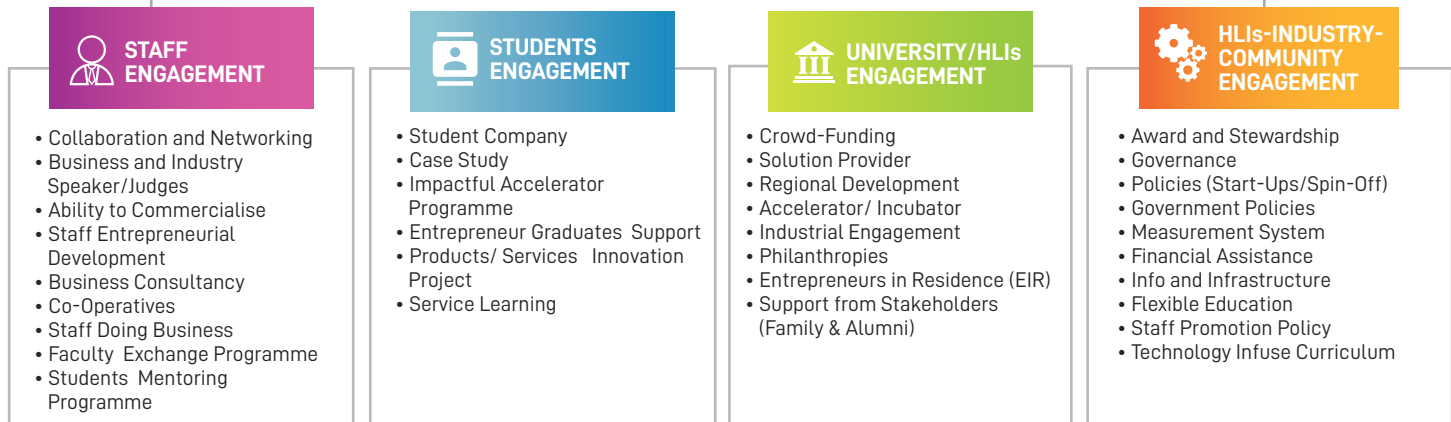 STAFF
ENGAGEMENT
• Collaboration and Networking
• Business and Industry
Speaker/Judges
• Ability to Commercialise
• Staff Entrepreneurial
Development
• Business Consultancy
• Co-Operatives
• Staff Doing Business
• Faculty Exchange Programme
• Students Mentoring
Programme
STUDENTS
ENGAGEMENT
• Student Company
• Case Study
• Impactful Accelerator
Programme
• Entrepreneur Graduates Support
• Products/ Services Innovation
Project
• Service Learning
UNIVERSITY/HLIs
ENGAGEMENT
• Crowd-Funding
• Solution Provider
• Regional Development
• Accelerator/ Incubator
• Industrial Engagement
• Philanthropies
• Entrepreneurs in Residence (EIR)
• Support from Stakeholders
(Family & Alumni)
HLIs-INDUSTRY-
COMMUNITY
ENGAGEMENT
• Award and Stewardship
• Governance
• Policies (Start-Ups/Spin-Off)
• Government Policies
• Measurement System
• Financial Assistance
• Info and Infrastructure
• Flexible Education
• Staff Promotion Policy
• Technology Infuse Curriculum